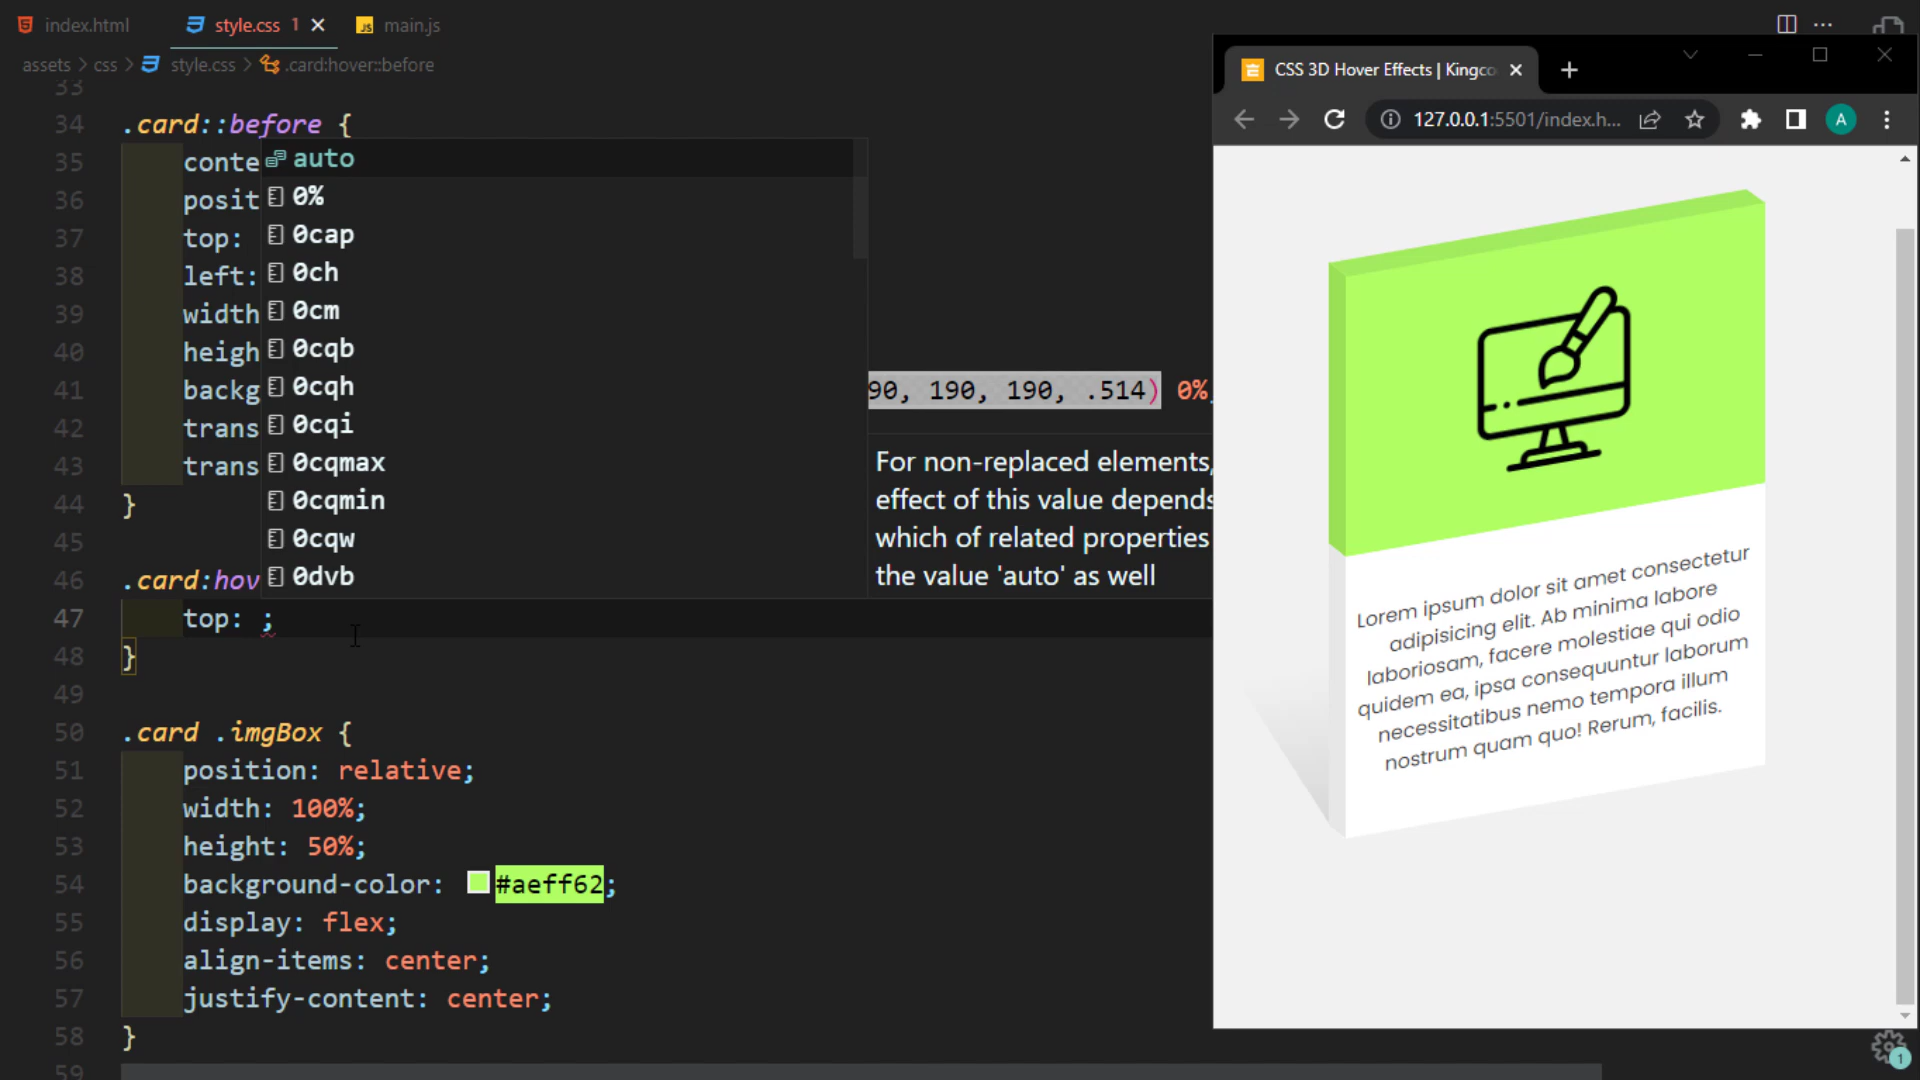 index.html
style.css 1
main.js
assets > css > style.css > .card:hover::before
33
34 .card::before {
35 conte
36 posit
37 top:
38 left:
39 width
40 heigh
41 backg
90, 190, 190, .514) 0%,
42 trans
43 trans
44 }
45
46 .card:hov
47 top: ;
48 }
49
50 .card .imgBox {
51 position: relative;
52 width: 100%;
53 height: 50%;
54 background-color: #aeff62;
55 display: flex;
56 align-items: center;
57 justify-content: center;
58 }
59
auto
0%
0cap
0ch
0cm
0cqb
0cqh
0cqi
0cqmax
0cqmin
0cqw
0dvb
For non-replaced elements,
effect of this value depends
which of related properties
the value 'auto' as well
CSS 3D Hover Effects | Kingco
127.0.0.1:5501/index.h...
A
Lorem ipsum dolor sit amet consectetur
adipisicing elit. Ab minima labore
laboriosam, facere molestiae qui odio
quidem ea, ipsa consequuntur laborum
necessitatibus nemo tempora illum
nostrum quam quo! Rerum, facilis.
1